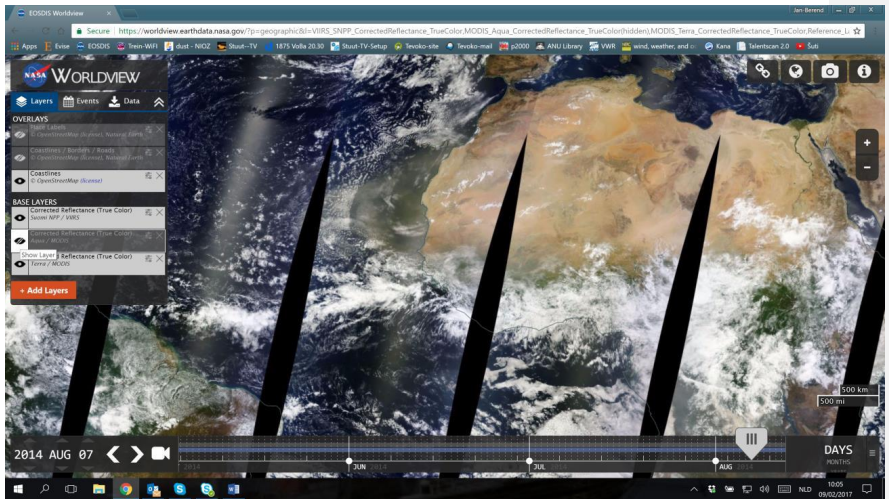 EOSDIS Worldview
Jan-Berend
Secure | https://worldview.earthdata.nasa.gov/?p=geographic&l=VIIRS_SNPP_CorrectedReflectance_TrueColor,MODIS_Aqua_CorrectedReflectance_TrueColor(hidden),MODIS_Terra_CorrectedReflectance_TrueColor,Reference_L
Apps Evise EOSDIS Trein-WiFi dust - NIOZ Stuut--TV 1875 VoBa 20.30 Stuut-TV-Setup Tevoko-site Tevoko-mail p2000 ANU Library VWR wind, weather, and Kana Talentscan 2.0 Suti
NASA WORLDVIEW
Layers Events Data
OVERLAYS
Place Labels
© OpenStreetMap (license), Natural Earth
Coastlines / Borders / Roads
© OpenStreetMap (license), Natural Earth
Coastlines
© OpenStreetMap (license)
BASE LAYERS
Corrected Reflectance (True Color)
Suomi NPP / VIIRS
Corrected Reflectance (True Color)
Aqua / MODIS
Show Layer
d Reflectance (True Color)
Terra / MODIS
+ Add Layers
+
-
500 km
500 mi
2014 AUG 07
2014
JUN 2014
JUL 2014
AUG
DAYS
MONTHS
NLD
10:05
09/02/2017